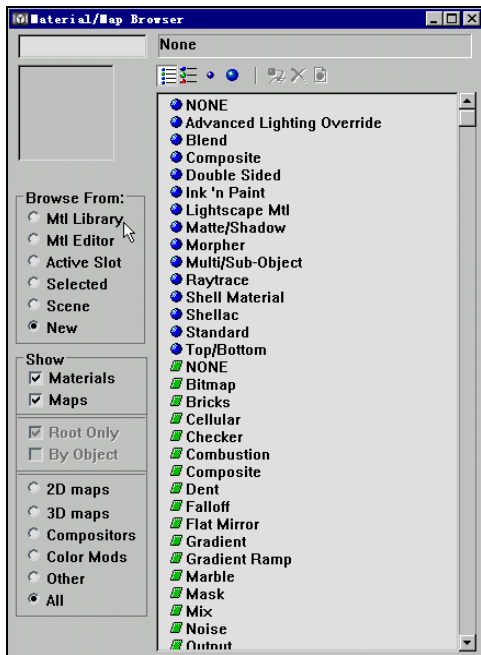 Material/Map Browser
None
NONE
Advanced Lighting Override
Blend
Composite
Double Sided
Ink 'n Paint
Lightscape Mtl
Matte/Shadow
Morpher
Multi/Sub-Object
Raytrace
Shell Material
Shellac
Standard
Top/Bottom
NONE
Bitmap
Bricks
Cellular
Checker
Combustion
Composite
Dent
Falloff
Flat Mirror
Gradient
Gradient Ramp
Marble
Mask
Mix
Noise
Output
Browse From:
Mtl Library
Mtl Editor
Active Slot
Selected
Scene
New
Show
Materials
Maps
Root Only
By Object
2D maps
3D maps
Compositors
Color Mods
Other
All